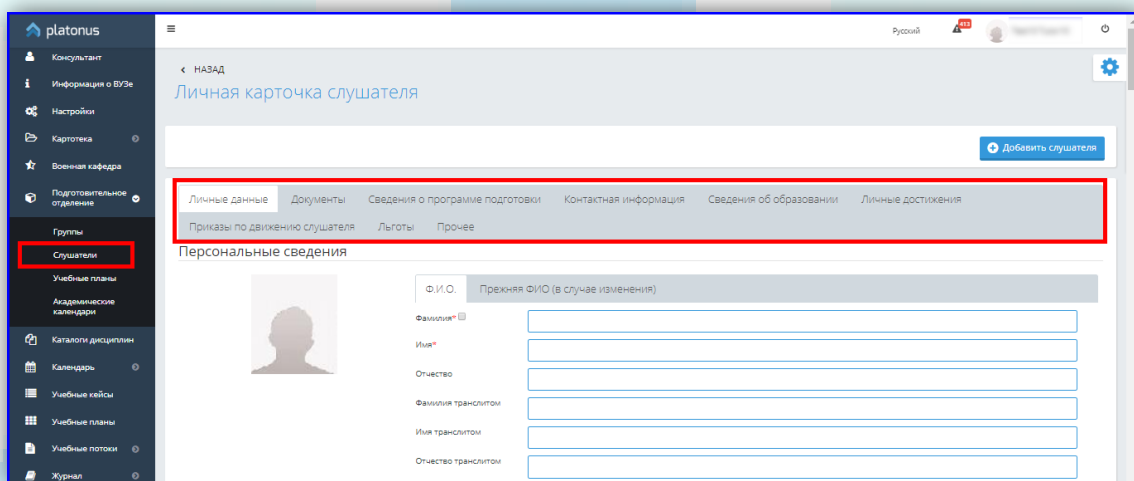 platonus
Русский
413
Консультант
Информация о ВУЗе
Настройки
Картотека
Военная кафедра
Подготовительное
отделение
Группы
Слушатели
Учебные планы
Академические
календари
Каталоги дисциплин
Календарь
Учебные кейсы
Учебные планы
Учебные потоки
Журнал
НАЗАД
Личная карточка слушателя
Добавить слушателя
Личные данные Документы Сведения о программе подготовки Контактная информация Сведения об образовании Личные достижения
Приказы по движению слушателя Льготы Прочее
Персональные сведения
Ф.И.О. Прежняя ФИО (в случае изменения)
Фамилия*
Имя*
Отчество
Фамилия транслитом
Имя транслитом
Отчество транслитом